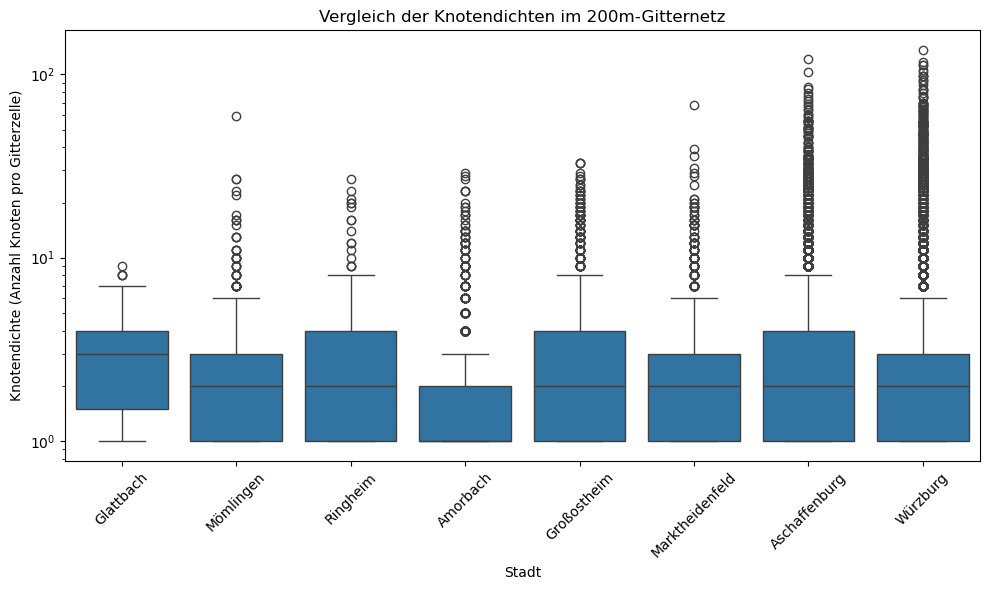 Vergleich der Knotendichten im 200m-Gitternetz
Knotendichte (Anzahl Knoten pro Gitterzelle)
10²
10¹
10⁰
Glattbach
Mömlingen
Ringheim
Amorbach
Großostheim
Marktheidenfeld
Aschaffenburg
Würzburg
Stadt